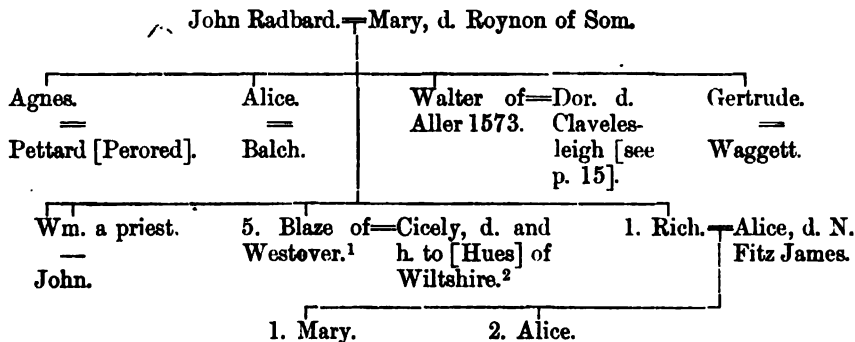 John Radbard. = Mary, d. Roynon of Som.
Agnes.
=
Pettard [Perored].
Alice.
=
Balch.
Walter of = Dor. d.
Aller 1573. Claveles-
leigh [see
p. 15].
Gertrude.
=
Waggett.
Wm. a priest.
—
John.
5. Blaze of = Cicely, d. and
Westover.¹ h. to [Hues] of
Wiltshire.²
1. Rich. = Alice, d. N.
Fitz James.
1. Mary. 2. Alice.